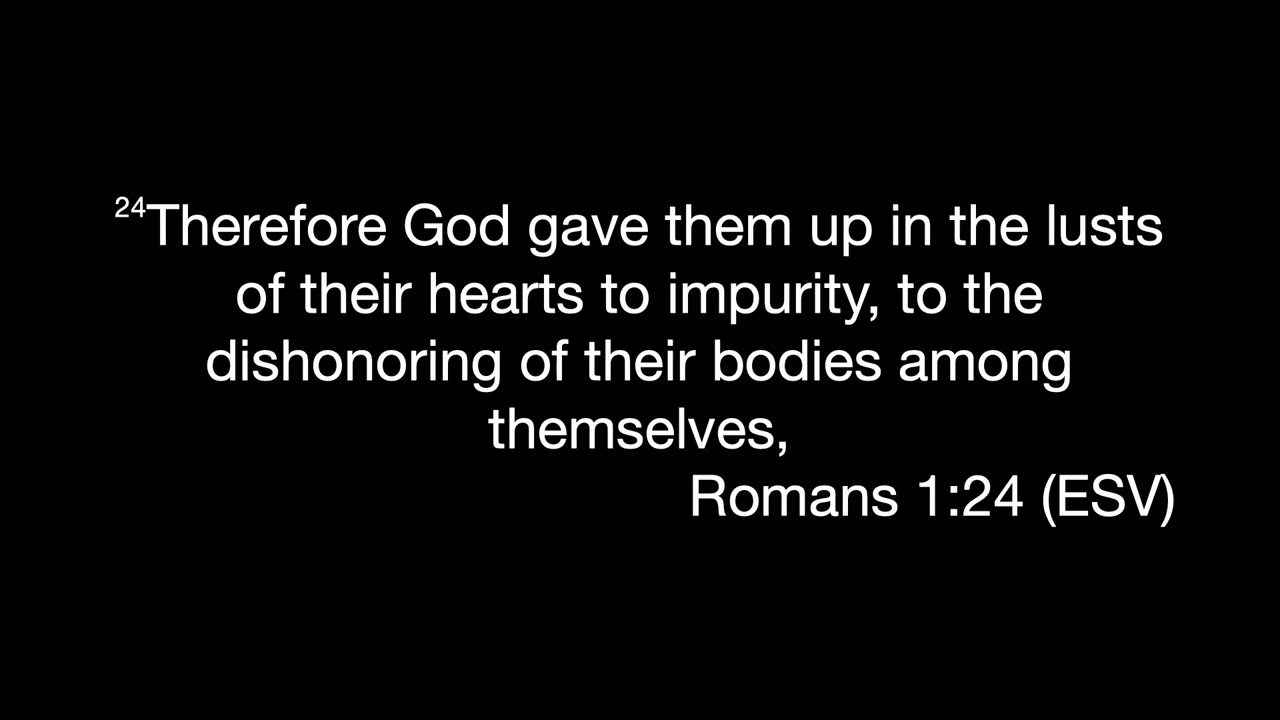 24Therefore God gave them up in the lusts
of their hearts to impurity, to the
dishonoring of their bodies among
themselves,
Romans 1:24 (ESV)